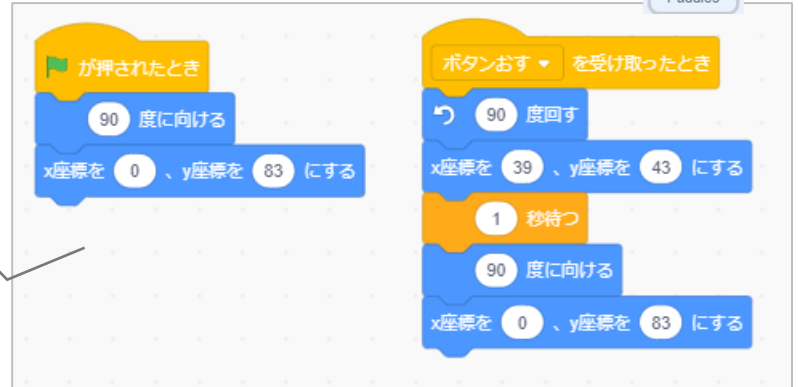 が押されたとき
90 度に向ける
x座標を 0 、y座標を 83 にする
ボタンおす を受け取ったとき
90 度回す
x座標を 39 、y座標を 43 にする
1 秒待つ
90 度に向ける
x座標を 0 、y座標を 83 にする